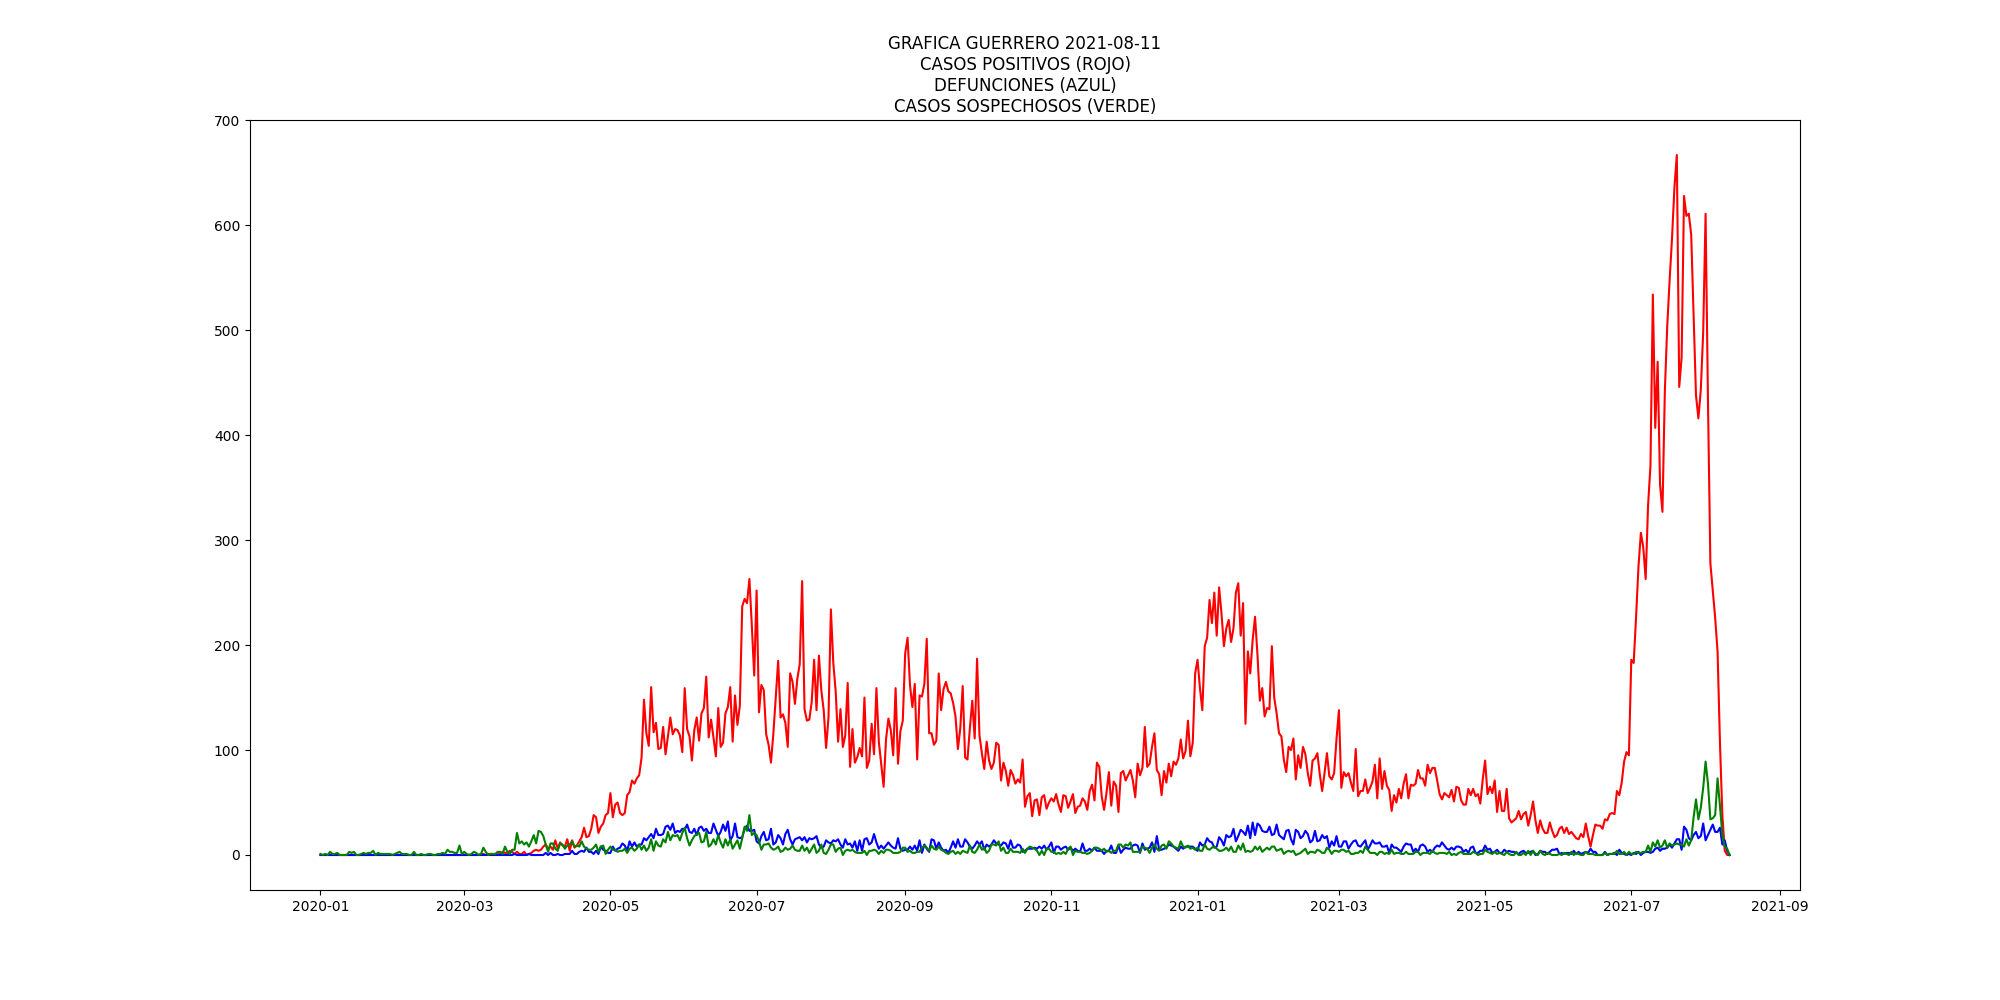 GRAFICA GUERRERO 2021-08-11
CASOS POSITIVOS (ROJO)
DEFUNCIONES (AZUL)
CASOS SOSPECHOSOS (VERDE)
700
600
500
400
300
200
100
0
2020-01 2020-03 2020-05 2020-07 2020-09 2020-11 2021-01 2021-03 2021-05 2021-07 2021-09